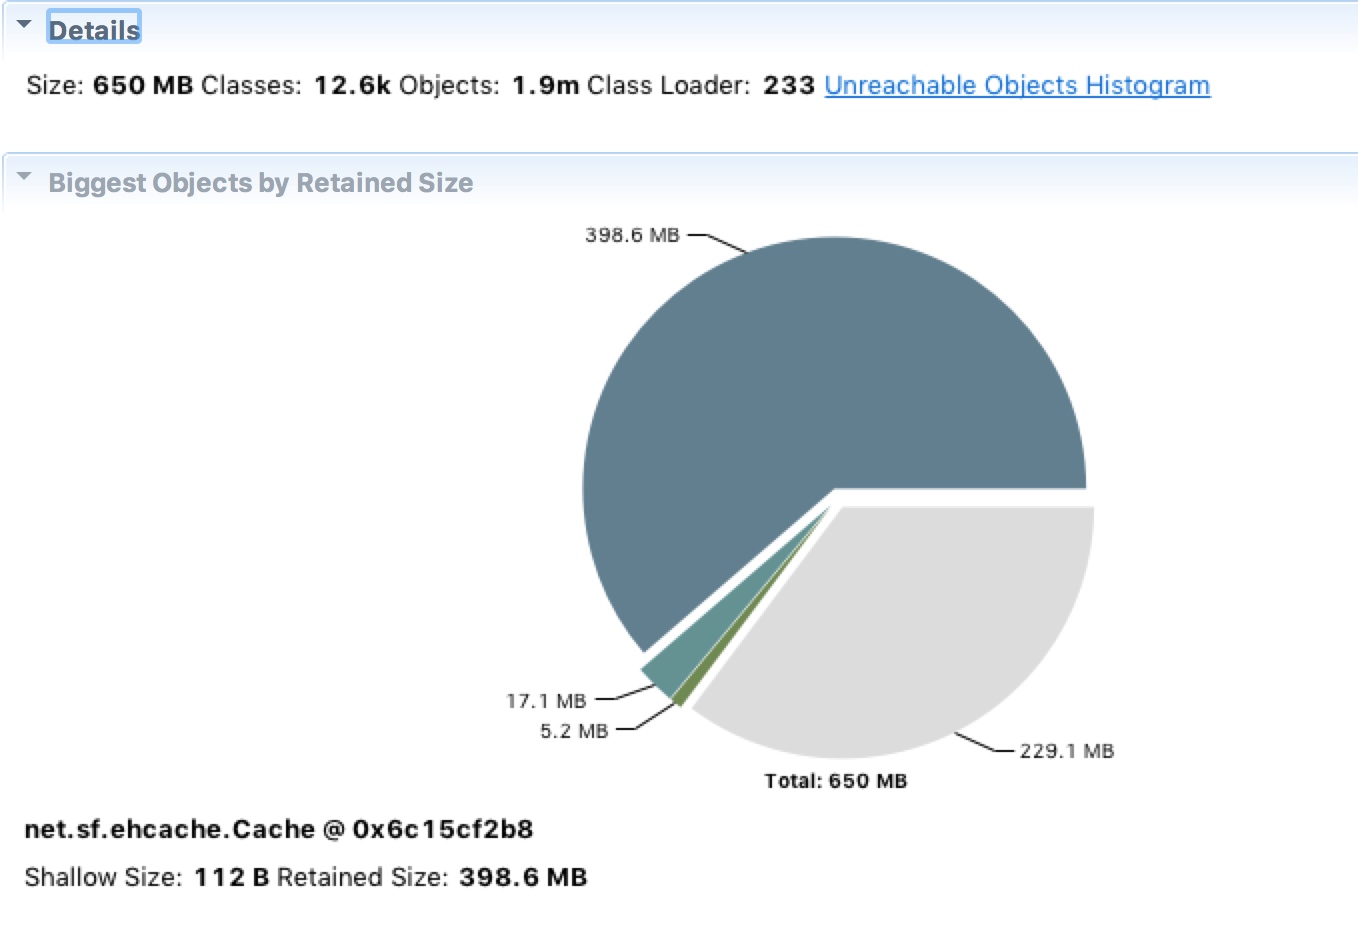 Details
Size: 650 MB Classes: 12.6k Objects: 1.9m Class Loader: 233 Unreachable Objects Histogram
Biggest Objects by Retained Size
398.6 MB
17.1 MB
5.2 MB
229.1 MB
Total: 650 MB
net.sf.ehcache.Cache @ 0x6c15cf2b8
Shallow Size: 112 B Retained Size: 398.6 MB